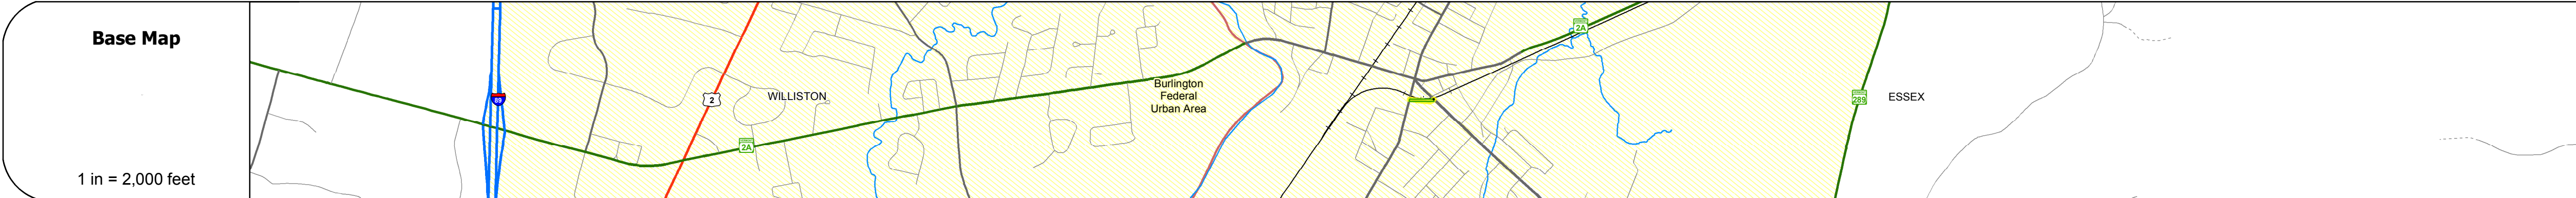 Base Map
1 in = 2,000 feet
89
2
WILLISTON
2A
Burlington
Federal
Urban Area
2A
289
ESSEX